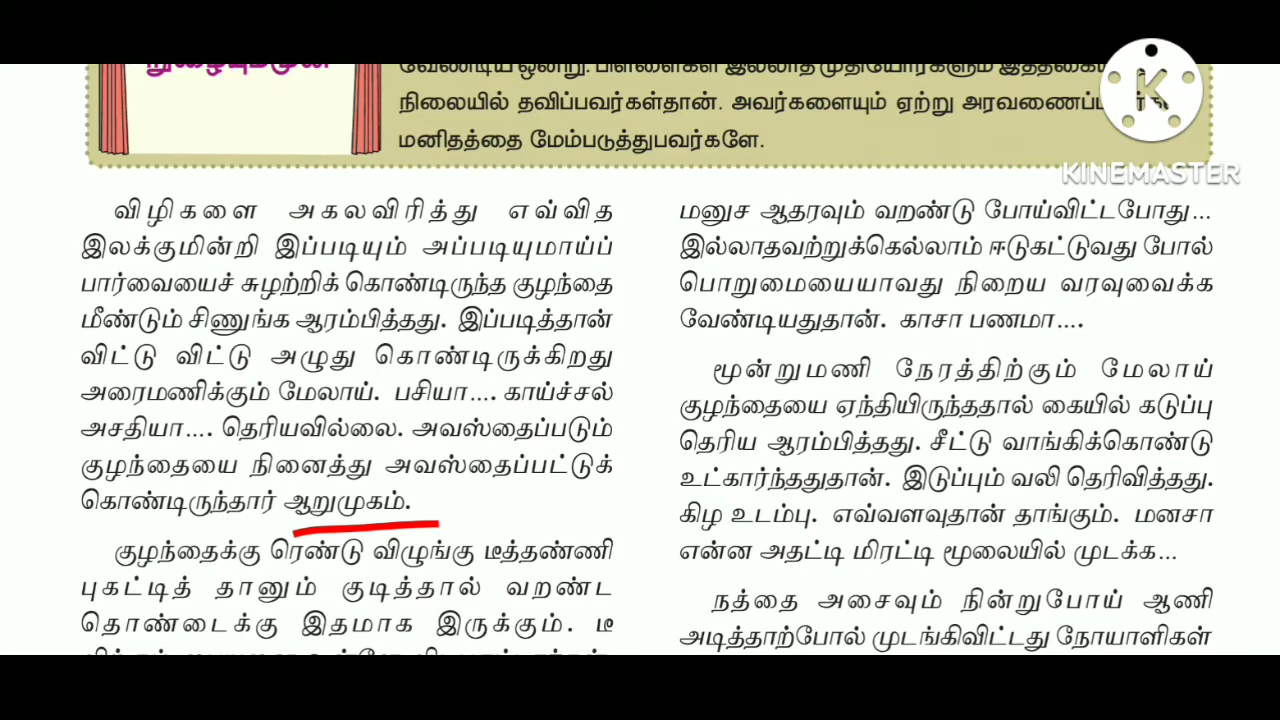 நுழையுமுன்
வேண்டிய ஒன்று. பிள்ளைகள் இல்லாத முதியோர்களும்
நிலையில் தவிப்பவர்கள்தான். அவர்களையும் ஏற்று
மனிதத்தை மேம்படுத்துபவர்களே.
KINEMASTER
விழிகளை அகலவிரித்து எவ்வித
இலக்குமின்றி இப்படியும் அப்படியுமாய்ப்
பார்வையைச் சுழற்றிக் கொண்டிருந்த குழந்தை
மீண்டும் சிணுங்க ஆரம்பித்தது. இப்படித்தான்
விட்டு விட்டு அழுது கொண்டிருக்கிறது
அரைமணிக்கும் மேலாய். பசியா.... காய்ச்சல்
அசதியா.... தெரியவில்லை. அவஸ்தைப்படும்
குழந்தையை நினைத்து அவஸ்தைப்பட்டுக்
கொண்டிருந்தார் ஆறுமுகம்.
குழந்தைக்கு ரெண்டு விழுங்கு டீத்தண்ணி
புகட்டித் தானும் குடித்தால் வறண்ட
தொண்டைக்கு இதமாக இருக்கும். டீ
மனுச ஆதரவும் வறண்டு போய்விட்டபோது...
இல்லாதவற்றுக்கெல்லாம் ஈடுகட்டுவது போல்
பொறுமையையாவது நிறைய வரவுவைக்க
வேண்டியதுதான். காசா பணமா....
மூன்றுமணி நேரத்திற்கும் மேலாய்
குழந்தையை ஏந்தியிருந்ததால் கையில் கடுப்பு
தெரிய ஆரம்பித்தது. சீட்டு வாங்கிக்கொண்டு
உட்கார்ந்ததுதான். இடுப்பும் வலி தெரிவித்தது.
கிழ உடம்பு. எவ்வளவுதான் தாங்கும். மனசா
என்ன அதட்டி மிரட்டி மூலையில் முடக்க...
நத்தை அசைவும் நின்றுபோய் ஆணி
அடித்தாற்போல் முடங்கிவிட்டது நோயாளிகள்